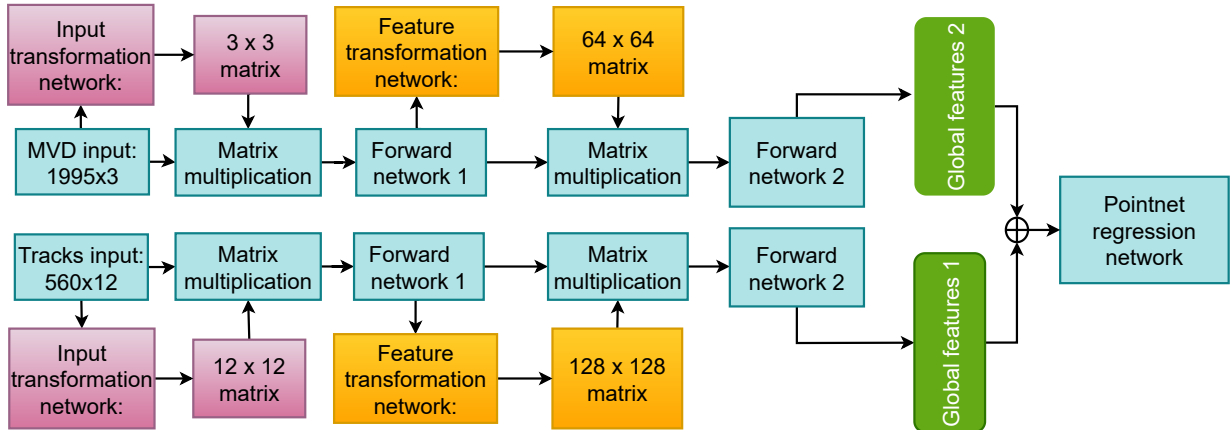 Input
transformation
network:
3 x 3
matrix
Feature
transformation
network:
64 x 64
matrix
Global features 2
MVD input:
1995x3
Matrix
multiplication
Forward
network 1
Matrix
multiplication
Forward
network 2
Pointnet
regression
network
Tracks input:
560x12
Matrix
multiplication
Forward
network 1
Matrix
multiplication
Forward
network 2
Global features 1
Input
transformation
network:
12 x 12
matrix
Feature
transformation
network:
128 x 128
matrix